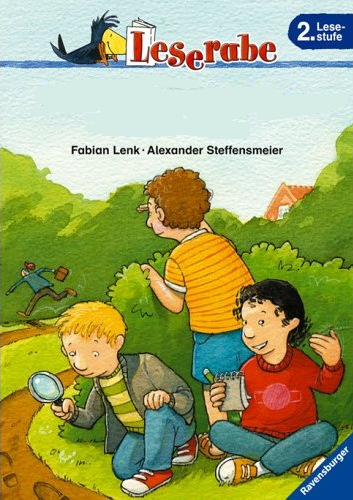 Leserabe
2. Lese-
stufe
Fabian Lenk · Alexander Steffensmeier
Ravensburger